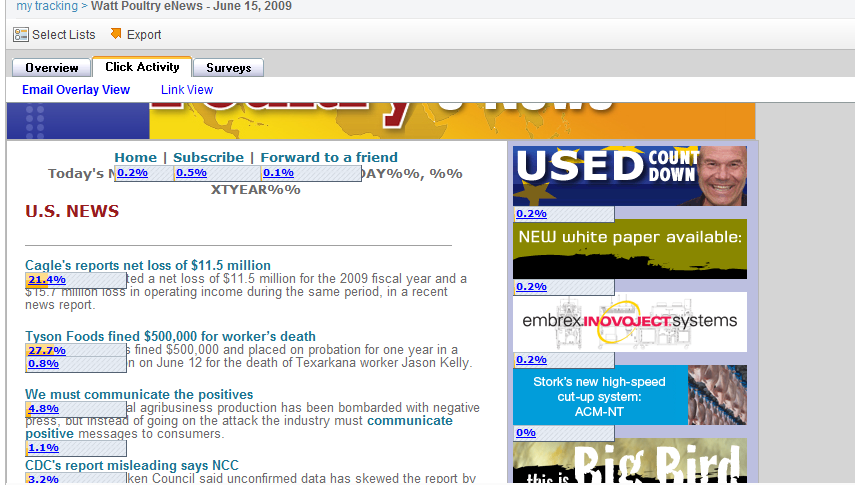 my tracking > Watt Poultry eNews - June 15, 2009
Select Lists Export
Overview Click Activity Surveys
Email Overlay View Link View
e News
Home | Subscribe | Forward to a friend
0.2% 0.5% 0.1%
Today's DAY%%, %%
XTYEAR%%
U.S. NEWS
Cagle's reports net loss of $11.5 million
21.4% ted a net loss of $11.5 million for the 2009 fiscal year and a
$15.7 million loss in operating income during the same period, in a recent
news report.
Tyson Foods fined $500,000 for worker's death
27.7% s fined $500,000 and placed on probation for one year in a
0.8% n on June 12 for the death of Texarkana worker Jason Kelly.
We must communicate the positives
4.8% al agribusiness production has been bombarded with negative
press, but instead of going on the attack the industry must communicate
positive messages to consumers.
1.1%
CDC's report misleading says NCC
3.2% ken Council said unconfirmed data has skewed the report by
USED COUNT
DOWN
0.2%
NEW white paper available:
0.2%
embrex.INOVOJECT.systems
0.2%
Stork's new high-speed
cut-up system:
ACM-NT
0%
this is Big Bird